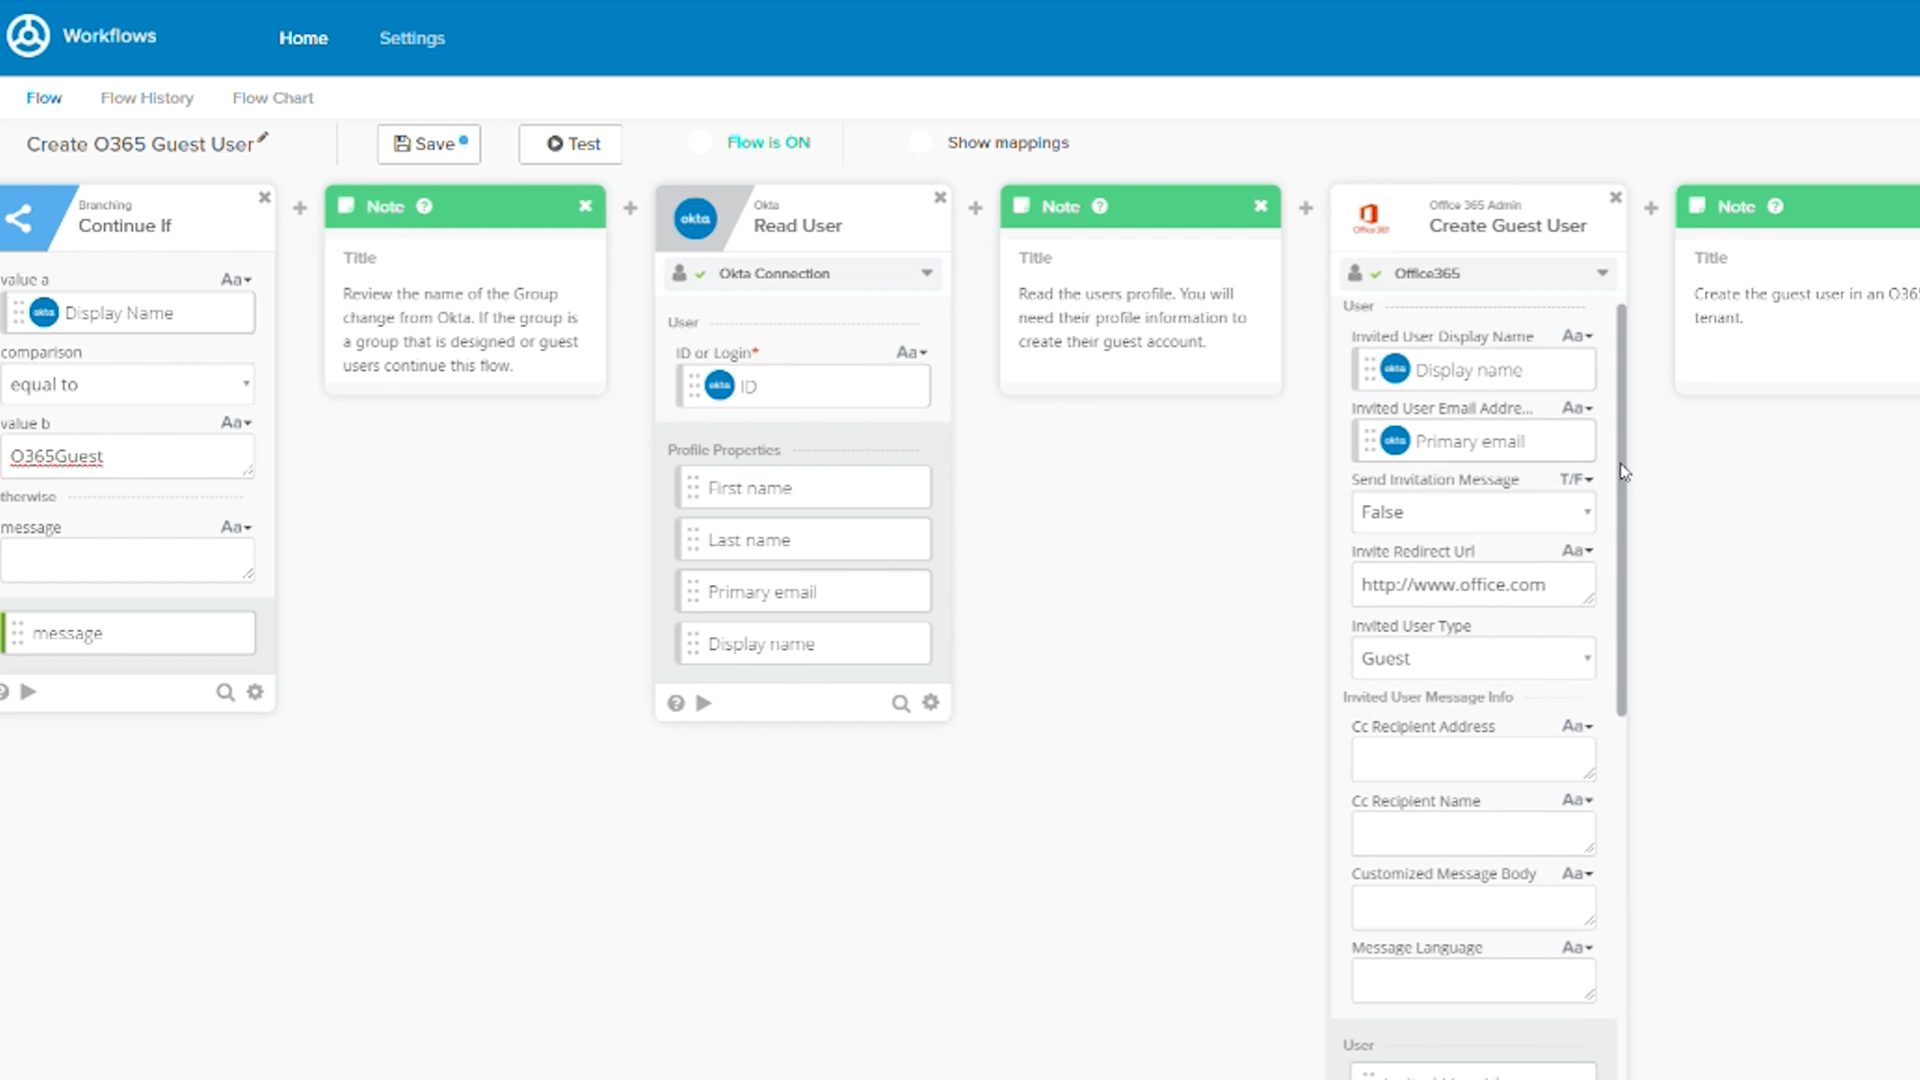 Workflows
Home
Settings
Flow
Flow History
Flow Chart
Create O365 Guest User
Save
Test
Flow is ON
Show mappings
Branching
Continue If
value a
Aa
okta
Display Name
comparison
equal to
value b
Aa
O365Guest
therwise
message
Aa
message
Note
Title
Review the name of the Group
change from Okta. If the group is
a group that is designed or guest
users continue this flow.
okta
Okta
Read User
Okta Connection
User
ID or Login*
Aa
okta
ID
Profile Properties
First name
Last name
Primary email
Display name
Note
Title
Read the users profile. You will
need their profile information to
create their guest account.
Office 365
Office 365 Admin
Create Guest User
Office365
User
Invited User Display Name
Aa
okta
Display name
Invited User Email Addre...
Aa
okta
Primary email
Send Invitation Message
T/F
False
Invite Redirect Url
Aa
http://www.office.com
Invited User Type
Guest
Invited User Message Info
Cc Recipient Address
Aa
Cc Recipient Name
Aa
Customized Message Body
Aa
Message Language
Aa
User
Note
Title
Create the guest user in an O365
tenant.